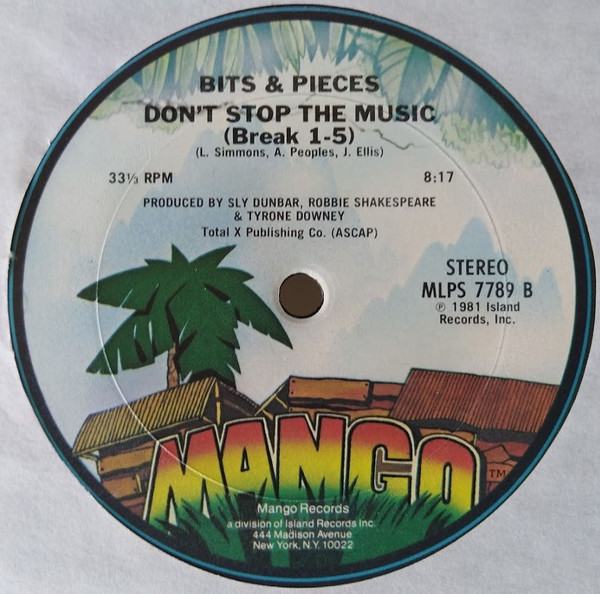 BITS & PIECES
DON'T STOP THE MUSIC
(Break 1-5)
(L. Simmons, A. Peoples, J. Ellis)
33⅓ RPM
8:17
PRODUCED BY SLY DUNBAR, ROBBIE SHAKESPEARE
& TYRONE DOWNEY
Total X Publishing Co. (ASCAP)
STEREO
MLPS 7789 B
℗ 1981 Island
Records, Inc.
MANGO TM
Mango Records
a division of Island Records Inc.
444 Madison Avenue
New York, N.Y. 10022